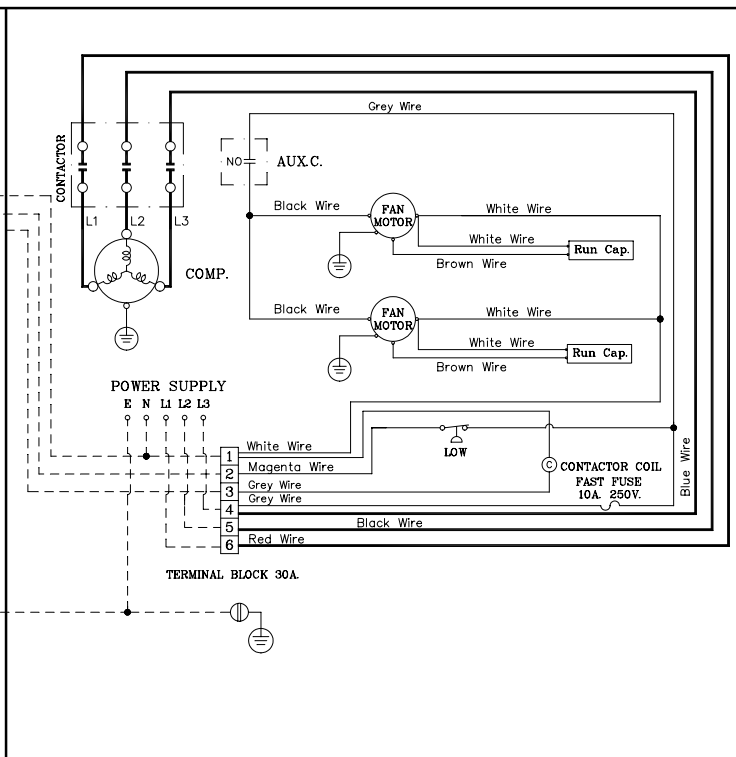 Grey Wire
CONTACTOR
NO
AUX.C.
L1 L2 L3
Black Wire
FAN
MOTOR
White Wire
White Wire
Run Cap.
Brown Wire
COMP.
Black Wire
FAN
MOTOR
White Wire
White Wire
Run Cap.
Brown Wire
POWER SUPPLY
E N L1 L2 L3
1
White Wire
LOW
2
Magenta Wire
C
CONTACTOR COIL
FAST FUSE
10A. 250V.
Blue Wire
3
Grey Wire
Grey Wire
4
5
Black Wire
6
Red Wire
TERMINAL BLOCK 30A.